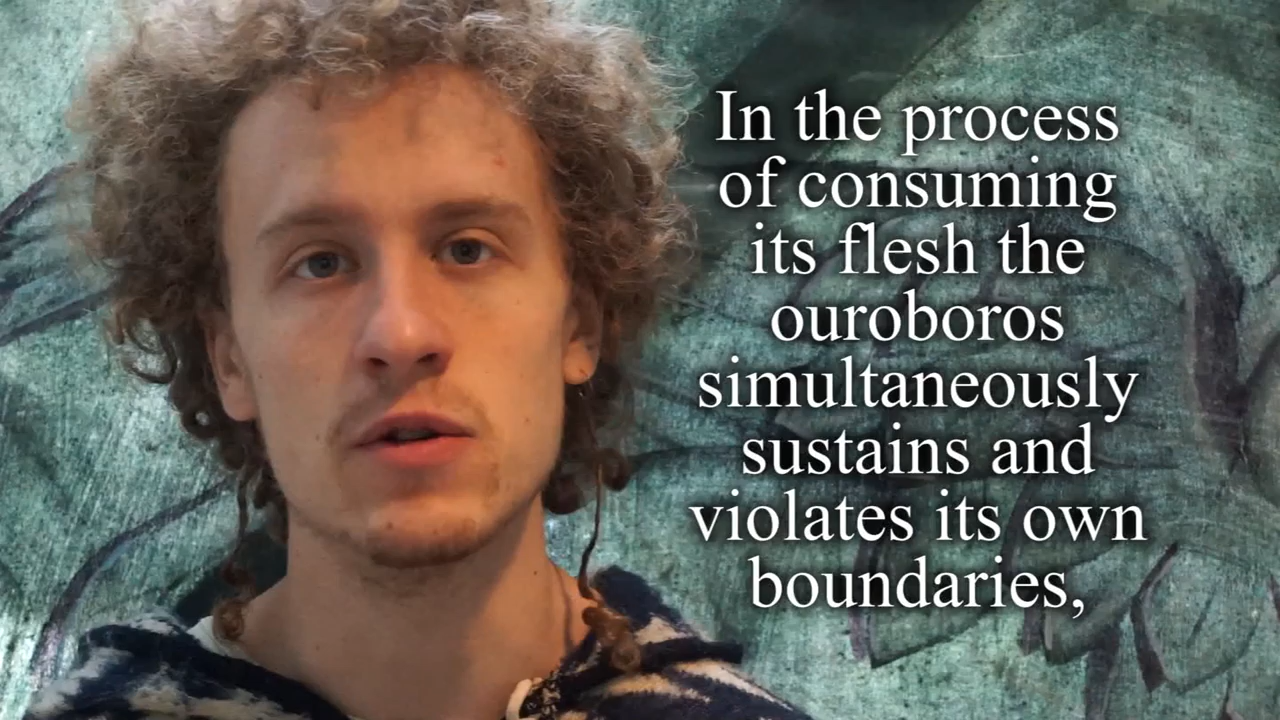 In the process
of consuming
its flesh the
ouroboros
simultaneously
sustains and
violates its own
boundaries,